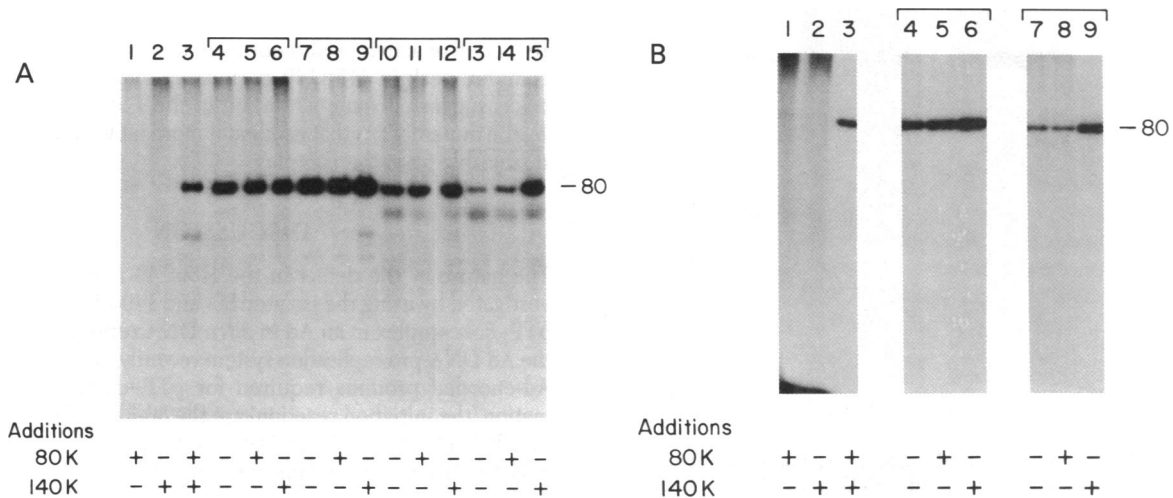 A
1 2 3 4 5 6 7 8 9 10 11 12 13 14 15
–80
Additions
80K + – + – + – – + – – + – – + –
140K – + + – – + – – + – – + – – +
B
1 2 3 4 5 6 7 8 9
–80
Additions
80K + – + – + – – + –
140K – + + – – + – – +